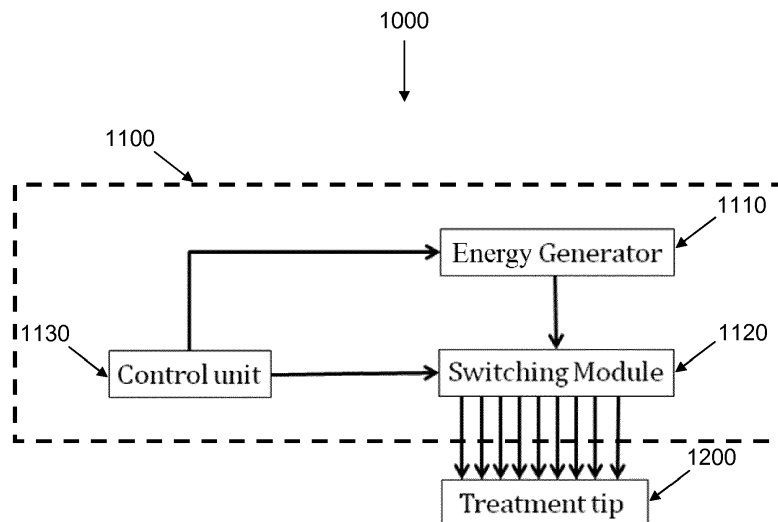 1000
1100
1110
Energy Generator
1130
1120
Control unit
Switching Module
1200
Treatment tip